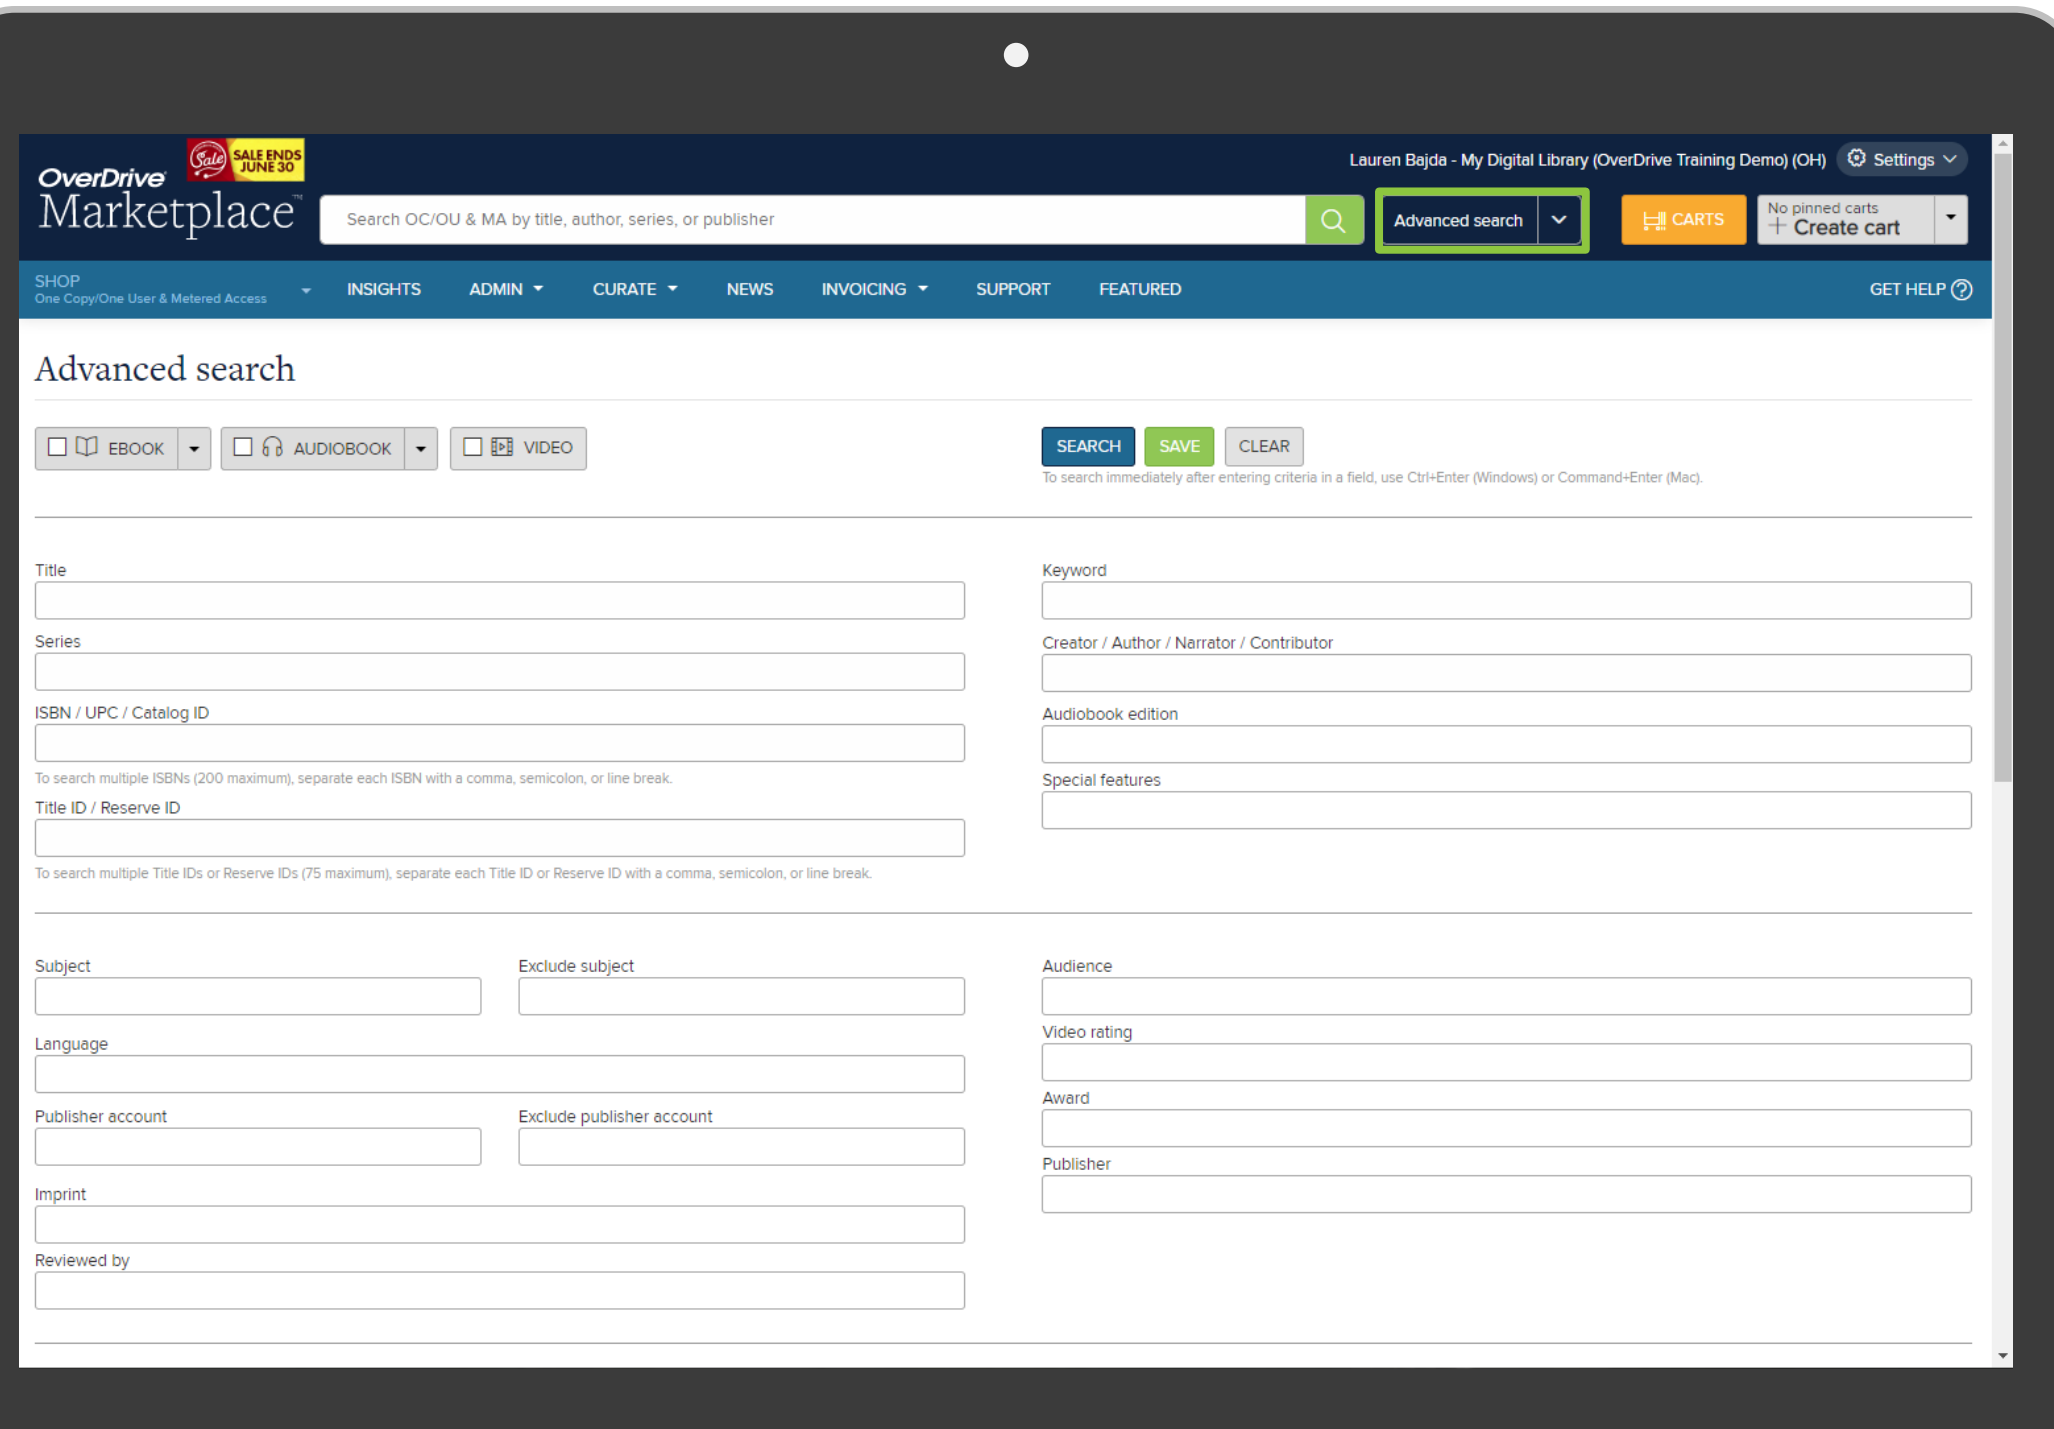 Sale
SALE ENDS
JUNE 30
OverDrive
Marketplace™
Lauren Bajda - My Digital Library (OverDrive Training Demo) (OH)
Settings
Search OC/OU & MA by title, author, series, or publisher
Advanced search
CARTS
No pinned carts
+ Create cart
SHOP
One Copy/One User & Metered Access
INSIGHTS
ADMIN
CURATE
NEWS
INVOICING
SUPPORT
FEATURED
GET HELP ?
Advanced search
EBOOK
AUDIOBOOK
VIDEO
SEARCH
SAVE
CLEAR
To search immediately after entering criteria in a field, use Ctrl+Enter (Windows) or Command+Enter (Mac).
Title
Keyword
Series
Creator / Author / Narrator / Contributor
ISBN / UPC / Catalog ID
Audiobook edition
To search multiple ISBNs (200 maximum), separate each ISBN with a comma, semicolon, or line break.
Special features
Title ID / Reserve ID
To search multiple Title IDs or Reserve IDs (75 maximum), separate each Title ID or Reserve ID with a comma, semicolon, or line break.
Subject
Exclude subject
Audience
Video rating
Language
Award
Publisher account
Exclude publisher account
Publisher
Imprint
Reviewed by